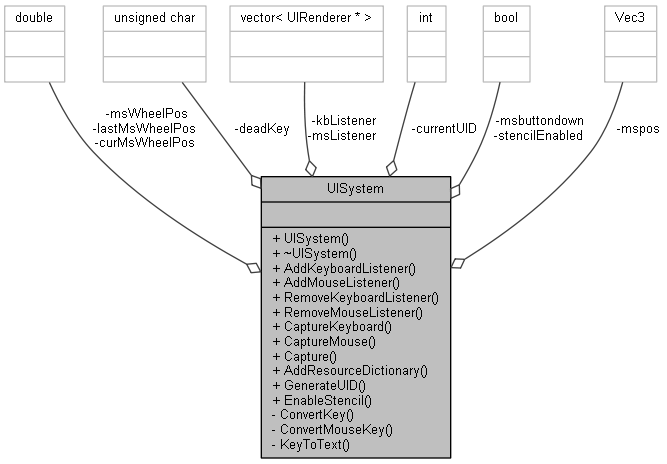 double
unsigned char
vector< UIRenderer * >
int
bool
Vec3
-msWheelPos
-lastMsWheelPos
-curMsWheelPos
-deadKey
-kbListener
-msListener
-currentUID
-msbuttondown
-stencilEnabled
-mspos
UISystem
+ UISystem()
+ ~UISystem()
+ AddKeyboardListener()
+ AddMouseListener()
+ RemoveKeyboardListener()
+ RemoveMouseListener()
+ CaptureKeyboard()
+ CaptureMouse()
+ Capture()
+ AddResourceDictionary()
+ GenerateUID()
+ EnableStencil()
- ConvertKey()
- ConvertMouseKey()
- KeyToText()